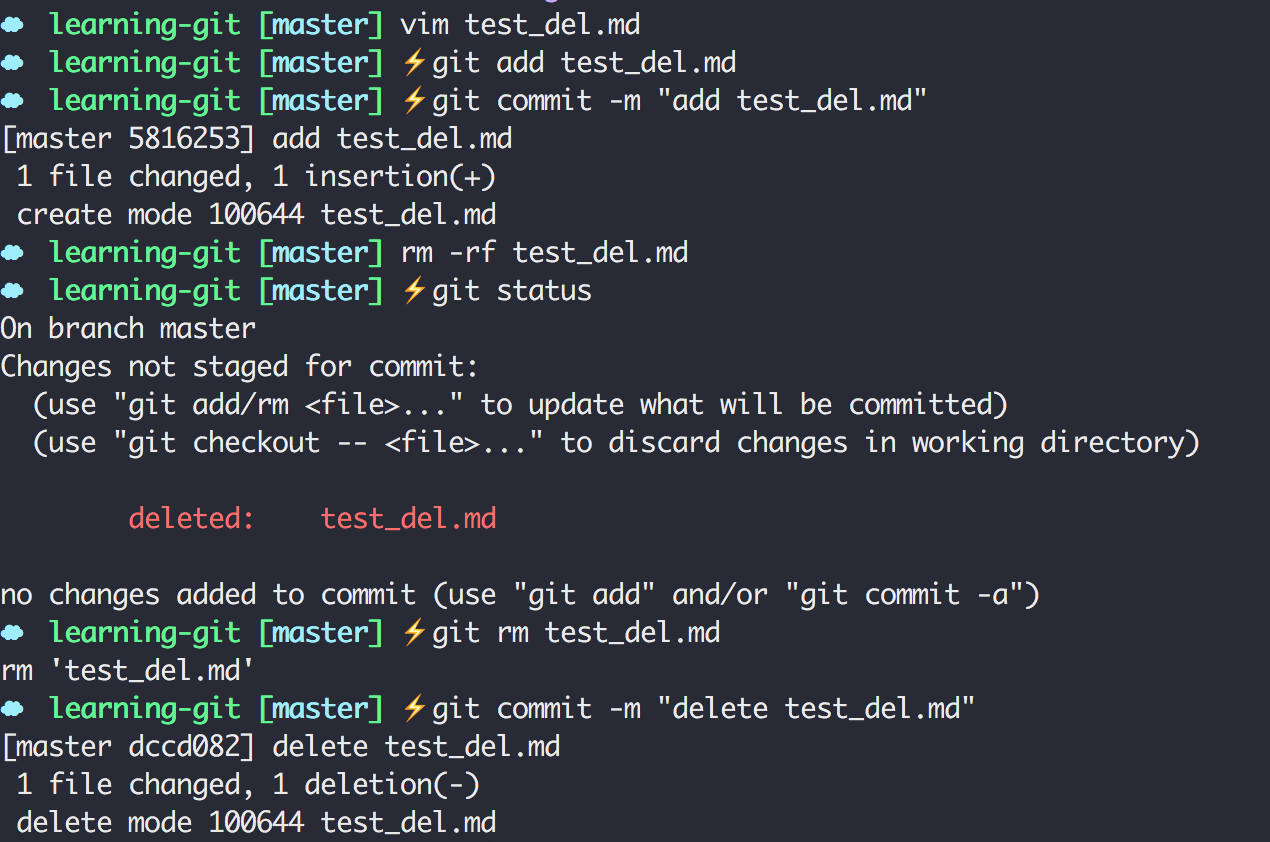 learning-git [master] vim test_del.md
learning-git [master] ⚡git add test_del.md
learning-git [master] ⚡git commit -m "add test_del.md"
[master 5816253] add test_del.md
 1 file changed, 1 insertion(+)
 create mode 100644 test_del.md
learning-git [master] rm -rf test_del.md
learning-git [master] ⚡git status
On branch master
Changes not staged for commit:
  (use "git add/rm <file>..." to update what will be committed)
  (use "git checkout -- <file>..." to discard changes in working directory)

        deleted:    test_del.md

no changes added to commit (use "git add" and/or "git commit -a")
learning-git [master] ⚡git rm test_del.md
rm 'test_del.md'
learning-git [master] ⚡git commit -m "delete test_del.md"
[master dccd082] delete test_del.md
 1 file changed, 1 deletion(-)
 delete mode 100644 test_del.md